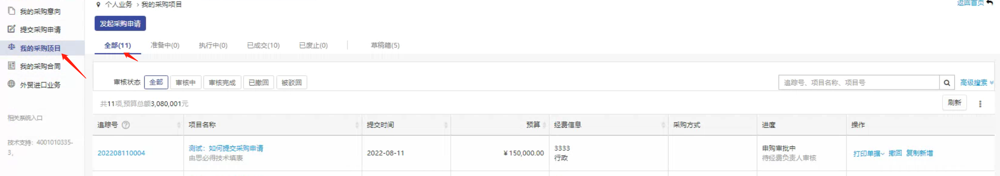 我的采购意向
提交采购申请
我的采购项目
我的采购合同
外贸进口业务
相关系统入口
技术支持：4001010335-
3,
个人业务 > 我的采购项目
返回首页
发起采购申请
全部(11) 准备中(0) 执行中(0) 已成交(10) 已废止(0) 草稿箱(5)
审核状态 全部 审核中 审核完成 已撤回 被驳回
追踪号、项目名称、项目号 高级搜索
共11项,预算总额3,080,001元
刷新
追踪号 ? 项目名称 提交时间 预算 经费信息 采购方式 进度 操作
202208110004 测试：如何提交采购申请 2022-08-11 ¥150,000.00 3333 申购审批中 打印单据 撤回 复制新增
由思必得技术填表 行政 待经费负责人审核